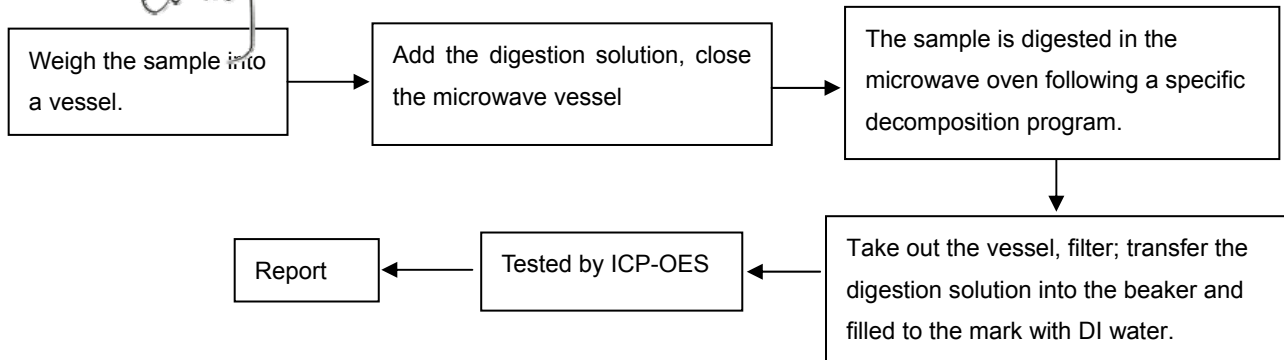 Weigh the sample into
a vessel.
Add the digestion solution, close
the microwave vessel
The sample is digested in the
microwave oven following a specific
decomposition program.
Take out the vessel, filter; transfer the
digestion solution into the beaker and
filled to the mark with DI water.
Tested by ICP-OES
Report